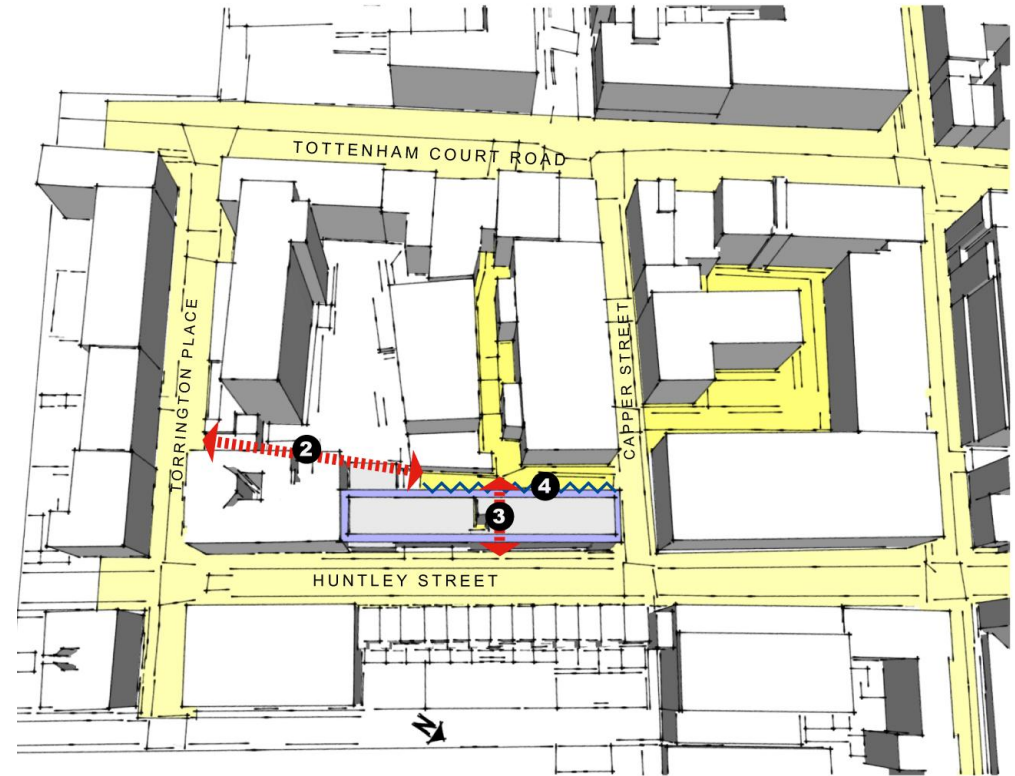 TOTTENHAM COURT ROAD
TORRINGTON PLACE
CAPPER STREET
2
4
3
HUNTLEY STREET
N